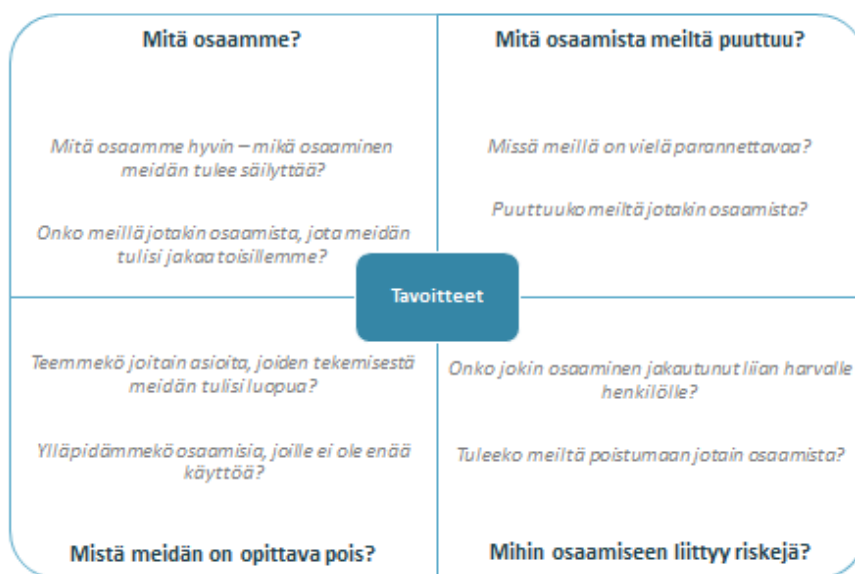 Mitä osaamme?
Mitä osaamme hyvin – mikä osaaminen
meidän tulee säilyttää?
Onko meillä jotakin osaamista, jota meidän
tulisi jakaa toisillemme?
Mitä osaamista meiltä puuttuu?
Missä meillä on vielä parannettavaa?
Puuttuuko meiltä jotakin osaamista?
Tavoitteet
Teemmekö joitain asioita, joiden tekemisestä
meidän tulisi luopua?
Ylläpidämmekö osaamisia, joille ei ole enää
käyttöä?
Mistä meidän on opittava pois?
Onko jokin osaaminen jakautunut liian harvalle
henkilölle?
Tuleeko meiltä poistumaan jotain osaamista?
Mihin osaamiseen liittyy riskejä?